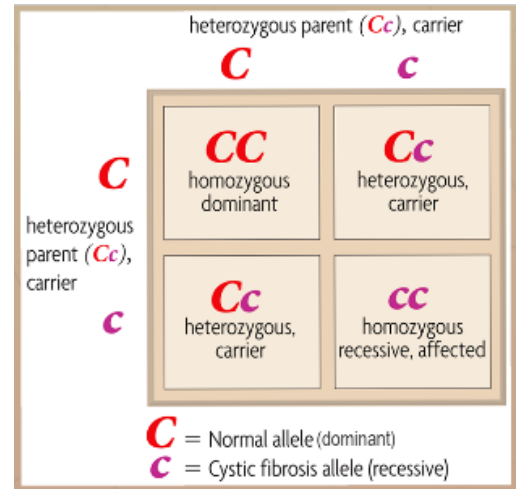 heterozygous parent (Cc), carrier
C c
CC Cc
homozygous dominant
heterozygous, carrier
C
heterozygous
parent (Cc),
carrier
c
Cc cc
heterozygous, carrier
homozygous recessive, affected
C = Normal allele (dominant)
c = Cystic fibrosis allele (recessive)